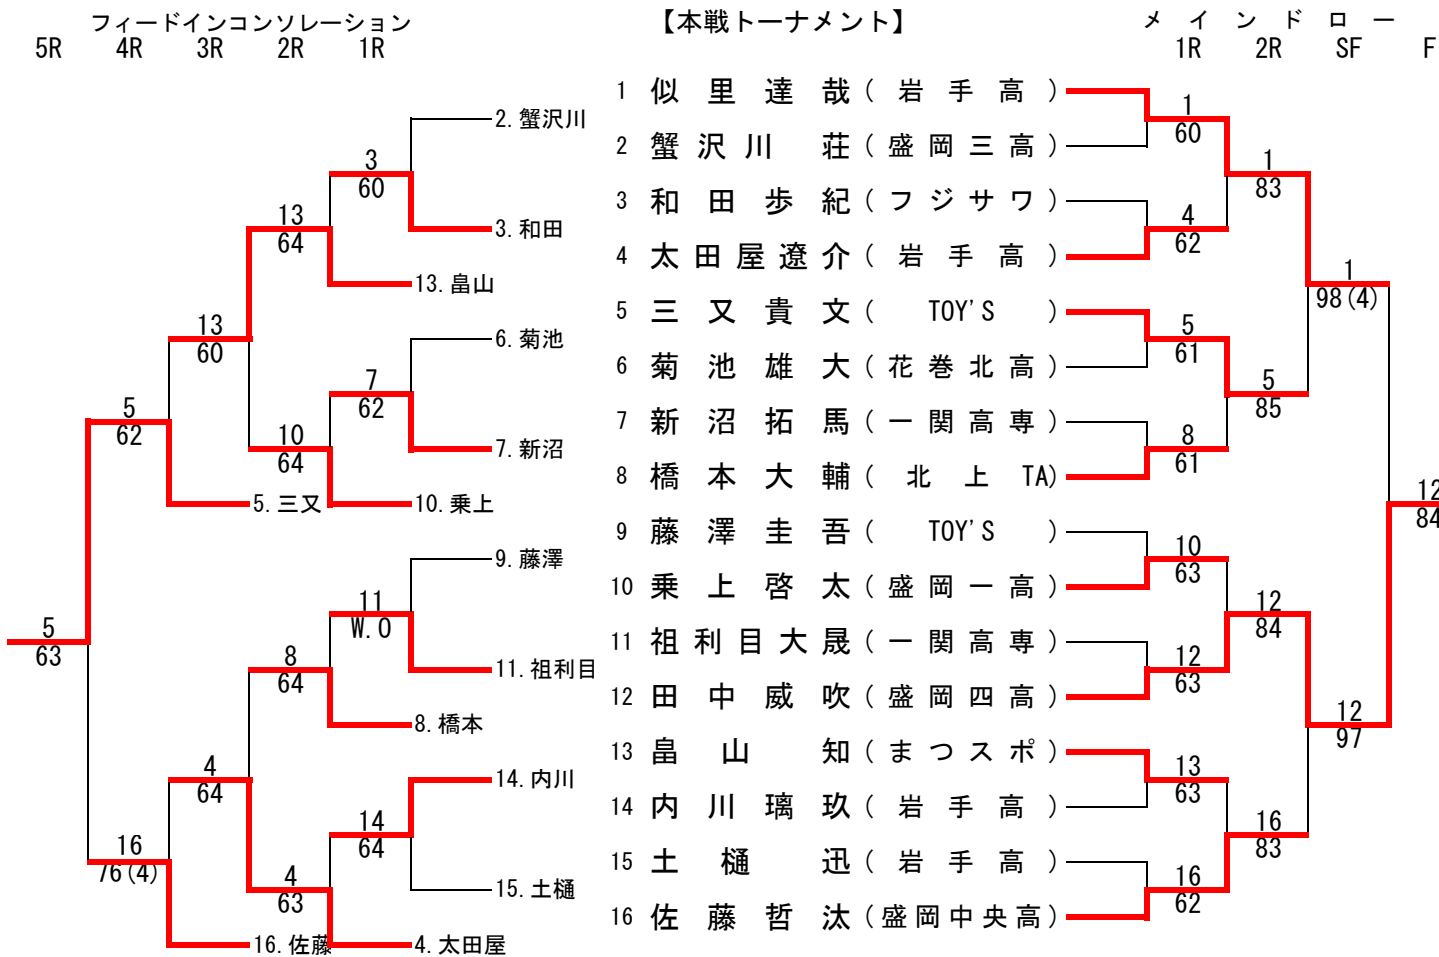 フィードインコンソレーション 【本戦トーナメント】 メインドロー
5R 4R 3R 2R 1R 1R 2R SF F
1 似里達哉 (岩手高)
2 蟹沢川 荘 (盛岡三高)
3 和田歩紀 (フジサワ)
4 太田屋遼介 (岩手高)
5 三又貴文 (TOY'S)
6 菊池雄大 (花巻北高)
7 新沼拓馬 (一関高専)
8 橋本大輔 (北上TA)
9 藤澤圭吾 (TOY'S)
10 乗上啓太 (盛岡一高)
11 祖利目大晟 (一関高専)
12 田中威吹 (盛岡四高)
13 畠山 知 (まつスポ)
14 内川璃玖 (岩手高)
15 土樋 迅 (岩手高)
16 佐藤哲汰 (盛岡中央高)
2.蟹沢川
3.和田
13.畠山
6.菊池
7.新沼
5.三又
10.乗上
9.藤澤
11.祖利目
8.橋本
14.内川
15.土樋
16.佐藤
4.太田屋
3
60
7
62
11
W.O
14
64
13
64
10
64
8
64
4
63
13
60
4
64
5
62
16
76(4)
5
63
1
60
4
62
5
61
8
61
10
63
12
63
13
63
16
62
1
83
5
85
12
84
16
83
1
98(4)
12
97
12
84